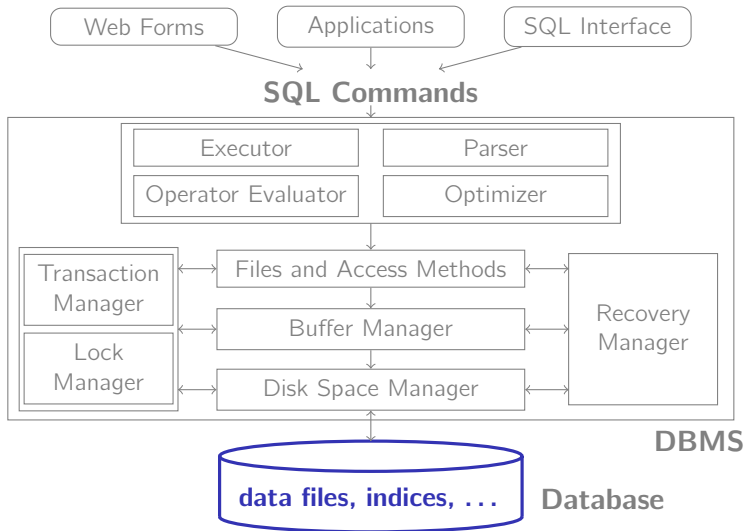 Web Forms
Applications
SQL Interface
SQL Commands
Executor
Parser
Operator Evaluator
Optimizer
Transaction
Manager
Lock
Manager
Files and Access Methods
Buffer Manager
Disk Space Manager
Recovery
Manager
DBMS
data files, indices, ...
Database